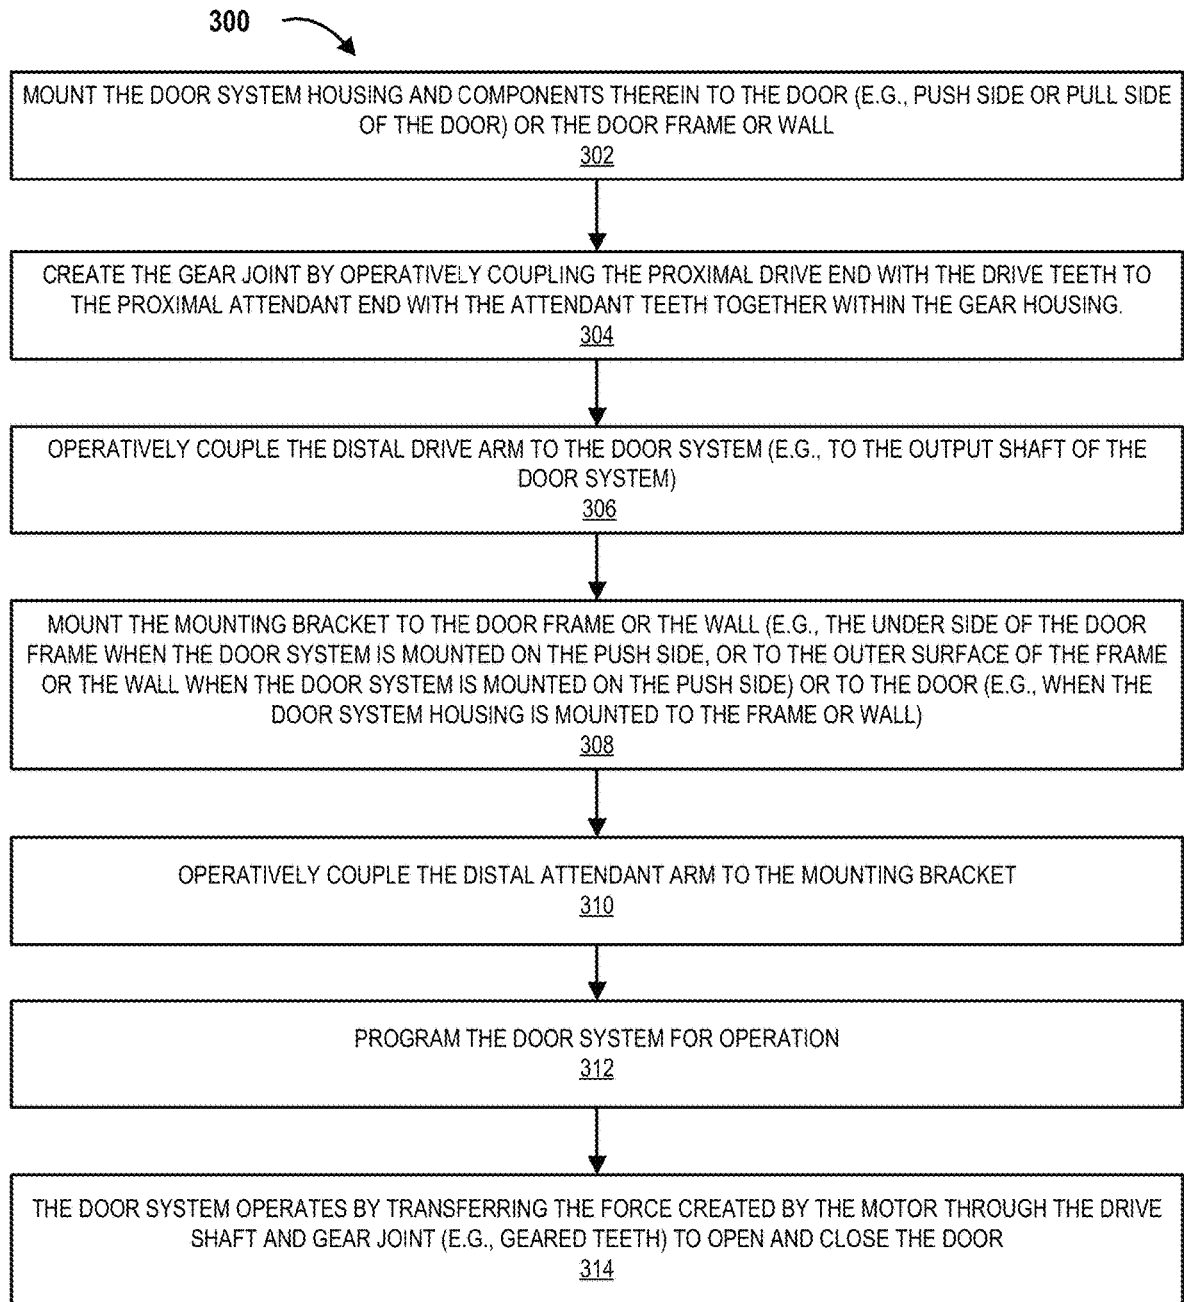 300
MOUNT THE DOOR SYSTEM HOUSING AND COMPONENTS THEREIN TO THE DOOR (E.G., PUSH SIDE OR PULL SIDE
OF THE DOOR) OR THE DOOR FRAME OR WALL
302
CREATE THE GEAR JOINT BY OPERATIVELY COUPLING THE PROXIMAL DRIVE END WITH THE DRIVE TEETH TO
THE PROXIMAL ATTENDANT END WITH THE ATTENDANT TEETH TOGETHER WITHIN THE GEAR HOUSING.
304
OPERATIVELY COUPLE THE DISTAL DRIVE ARM TO THE DOOR SYSTEM (E.G., TO THE OUTPUT SHAFT OF THE
DOOR SYSTEM)
306
MOUNT THE MOUNTING BRACKET TO THE DOOR FRAME OR THE WALL (E.G., THE UNDER SIDE OF THE DOOR
FRAME WHEN THE DOOR SYSTEM IS MOUNTED ON THE PUSH SIDE, OR TO THE OUTER SURFACE OF THE FRAME
OR THE WALL WHEN THE DOOR SYSTEM IS MOUNTED ON THE PUSH SIDE) OR TO THE DOOR (E.G., WHEN THE
DOOR SYSTEM HOUSING IS MOUNTED TO THE FRAME OR WALL)
308
OPERATIVELY COUPLE THE DISTAL ATTENDANT ARM TO THE MOUNTING BRACKET
310
PROGRAM THE DOOR SYSTEM FOR OPERATION
312
THE DOOR SYSTEM OPERATES BY TRANSFERRING THE FORCE CREATED BY THE MOTOR THROUGH THE DRIVE
SHAFT AND GEAR JOINT (E.G., GEARED TEETH) TO OPEN AND CLOSE THE DOOR
314